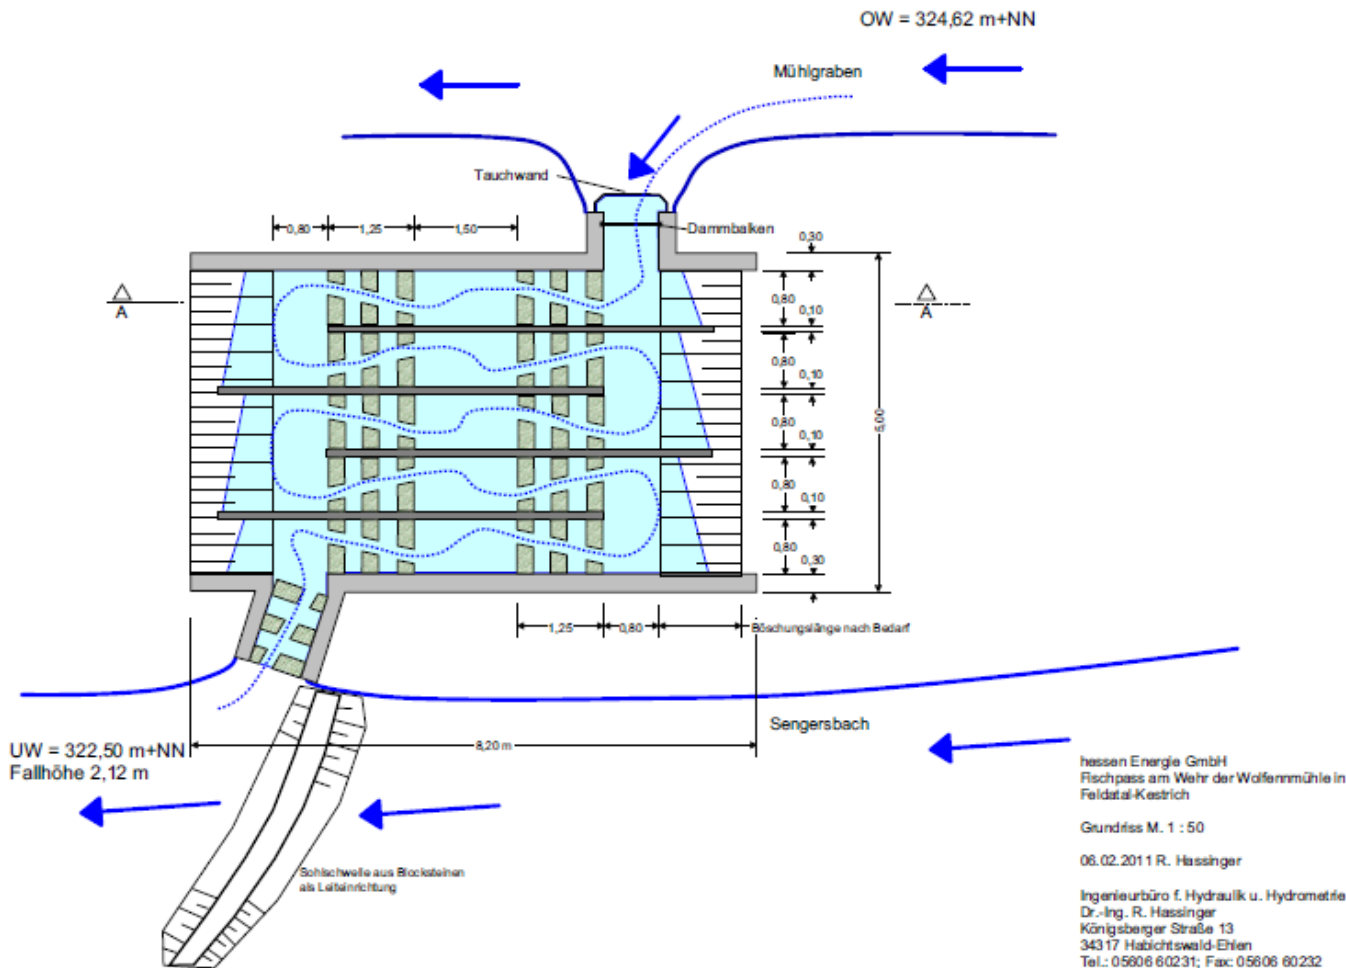 OW = 324,62 m+NN
Mühlgraben
Tauchwand
Dammbalken
0,80
1,25
1,50
0,30
A
A
0,80
0,10
0,80
0,10
0,80
0,10
0,80
0,10
0,80
0,30
1,25
0,80
Böschungslänge nach Bedarf
Sengersbach
8,20 m
UW = 322,50 m+NN
Fallhöhe 2,12 m
Sohlschwelle aus Blocksteinen
als Leiteinrichtung
hessen Energie GmbH
Fischpass am Wehr der Wolfenmühle in
Feldatal-Kestrich
Grundriss M. 1 : 50
06.02.2011 R. Hassinger
Ingenieurbüro f. Hydraulik u. Hydrometrie
Dr.-Ing. R. Hassinger
Königsberger Straße 13
34317 Habichtswald-Ehlen
Tel.: 05606 60231; Fax: 05606 60232